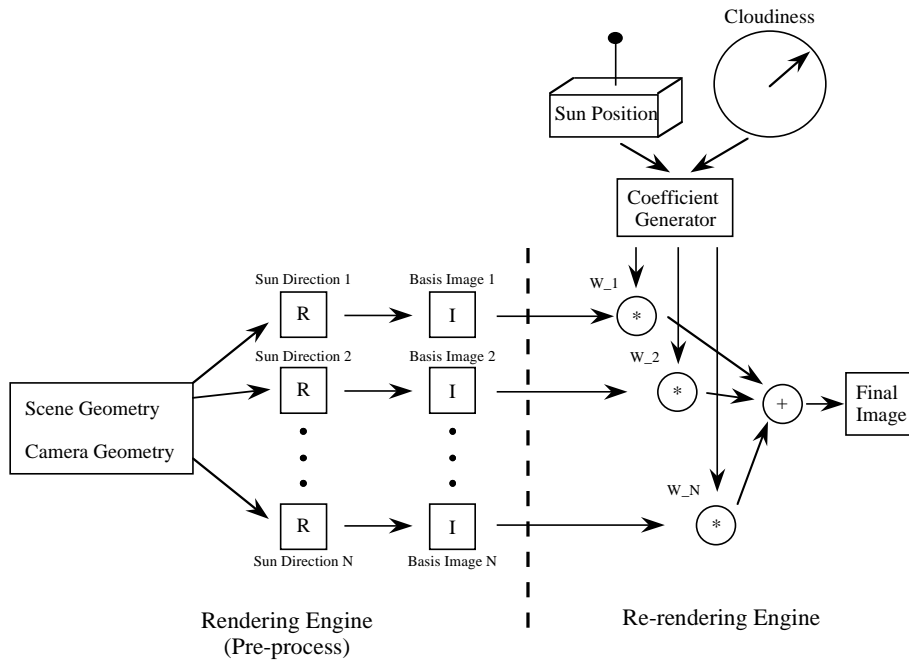 Cloudiness
Sun Position
Coefficient
Generator
Sun Direction 1
Basis Image 1
W_1
R
I
*
Sun Direction 2
Basis Image 2
W_2
R
I
*
Scene Geometry
Camera Geometry
+
Final
Image
W_N
R
I
*
Sun Direction N
Basis Image N
Rendering Engine
(Pre-process)
Re-rendering Engine